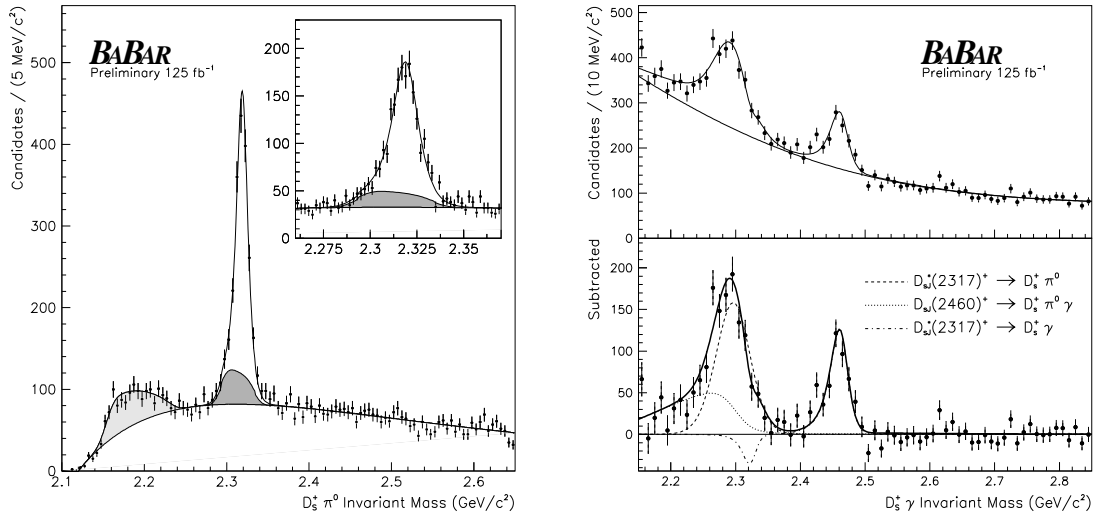 BABAR
Preliminary 125 fb⁻¹
Candidates / (5 MeV/c²)
500
400
300
200
100
0
2.1 2.2 2.3 2.4 2.5 2.6
D_s⁺ π⁰ Invariant Mass (GeV/c²)
200
150
100
50
0
2.275 2.3 2.325 2.35
BABAR
Preliminary 125 fb⁻¹
Candidates / (10 MeV/c²)
500
400
300
200
100
0
Subtracted
200
150
100
50
0
D*_sJ(2317)⁺ → D_s⁺ π⁰
D_sJ(2460)⁺ → D_s⁺ π⁰ γ
D*_sJ(2317)⁺ → D_s⁺ γ
2.2 2.3 2.4 2.5 2.6 2.7 2.8
D_s⁺ γ Invariant Mass (GeV/c²)